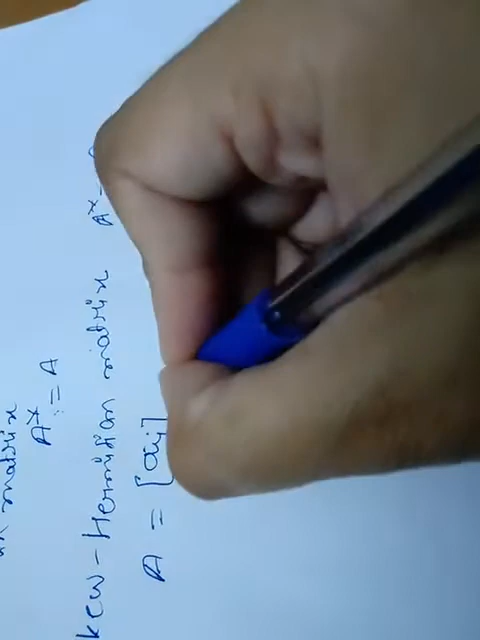 matrix
A* = A
kew-Hermitian matrix A* =
A = [aij]